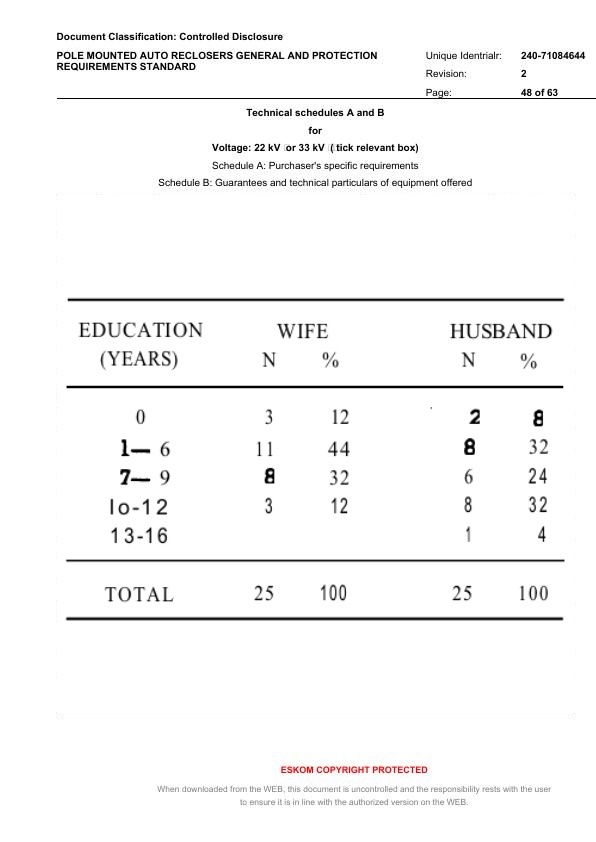 Document Classification: Controlled Disclosure
POLE MOUNTED AUTO RECLOSERS GENERAL AND PROTECTION REQUIREMENTS STANDARD
Unique Identrialr: 240-71084644
Revision: 2
Page: 48 of 63
Technical schedules A and B
for
Voltage: 22 kV or 33 kV (tick relevant box)
Schedule A: Purchaser's specific requirements
Schedule B: Guarantees and technical particulars of equipment offered
EDUCATION WIFE HUSBAND
(YEARS) N % N %
0 3 12 2 8
1— 6 11 44 8 32
7— 9 8 32 6 24
lo-12 3 12 8 32
13-16 1 4
TOTAL 25 100 25 100
ESKOM COPYRIGHT PROTECTED
When downloaded from the WEB, this document is uncontrolled and the responsibility rests with the user
to ensure it is in line with the authorized version on the WEB.